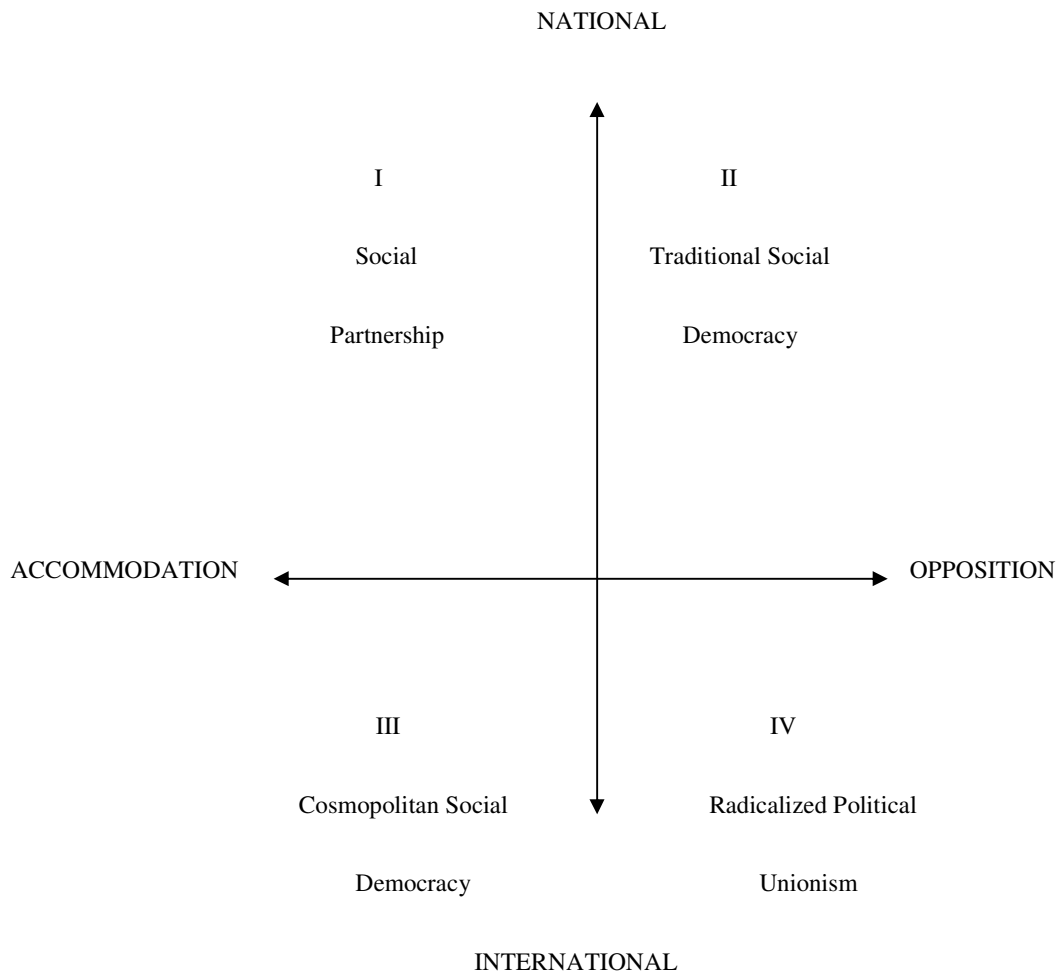 NATIONAL
I
II
Social
Traditional Social
Partnership
Democracy
ACCOMMODATION
OPPOSITION
III
IV
Cosmopolitan Social
Radicalized Political
Democracy
Unionism
INTERNATIONAL